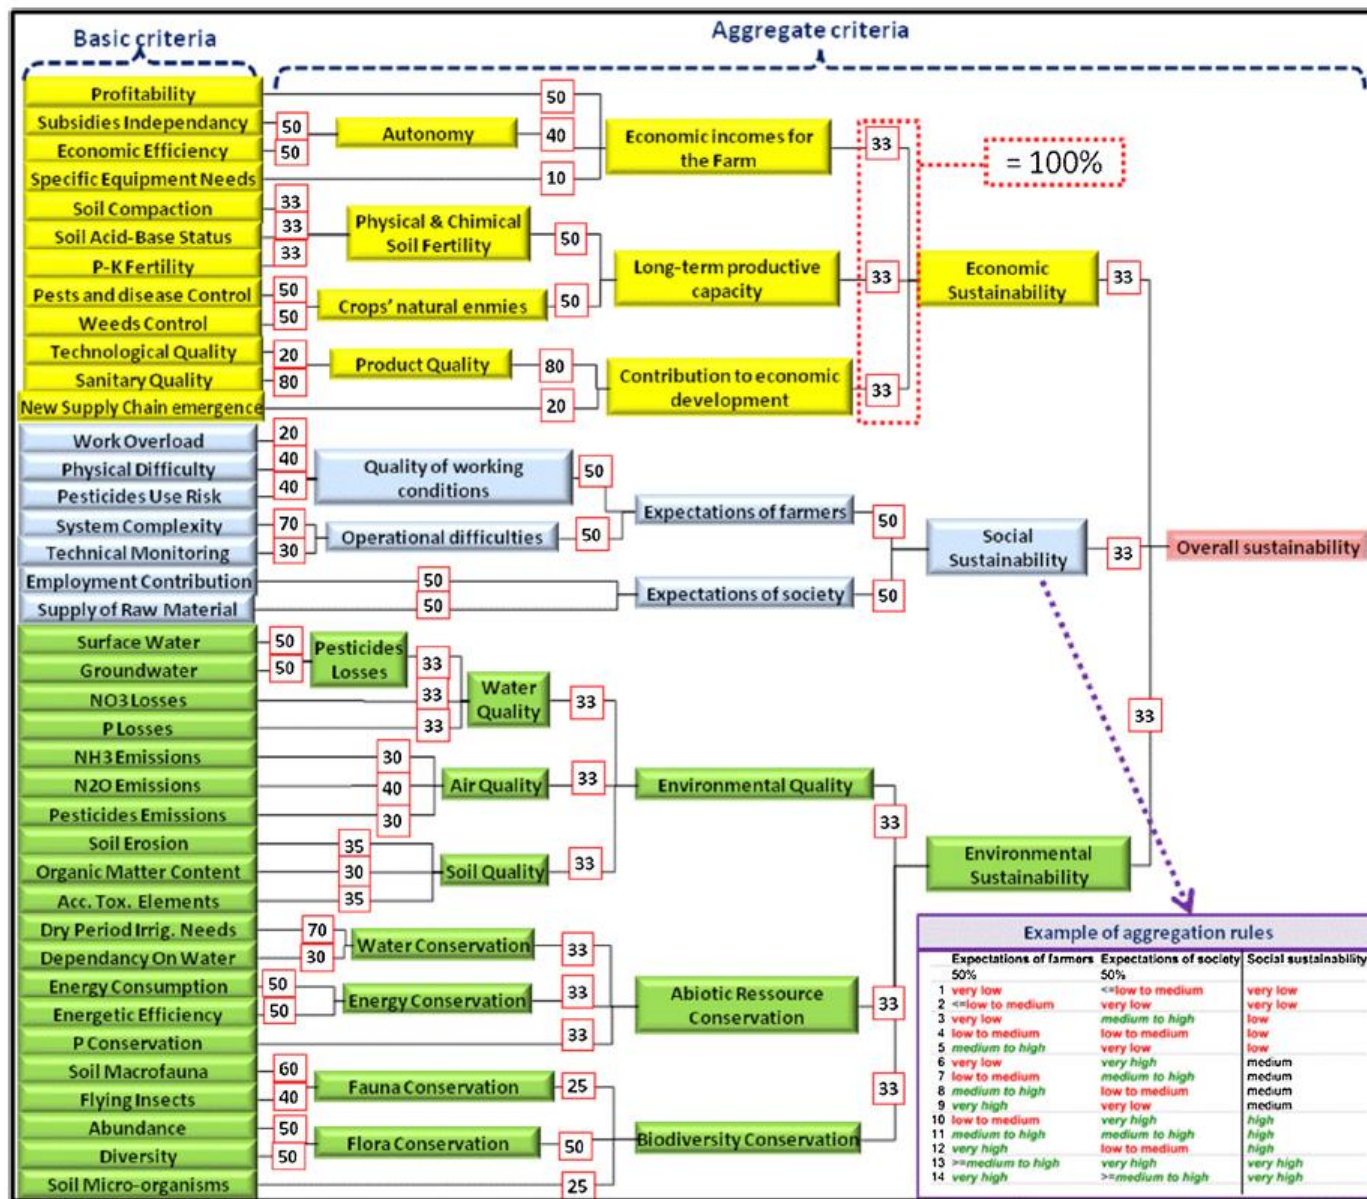 Basic criteria
Aggregate criteria
Profitability
50
Subsidies Independancy
50
Autonomy
40
Economic incomes for
the Farm
33
= 100%
Economic Efficiency
50
Specific Equipment Needs
10
Soil Compaction
33
Physical & Chimical
Soil Fertility
50
Soil Acid-Base Status
33
P-K Fertility
33
Long-term productive
capacity
33
Economic
Sustainability
33
Pests and disease Control
50
Crops' natural enmies
50
Weeds Control
50
Technological Quality
20
Product Quality
80
Contribution to economic
development
33
Sanitary Quality
80
New Supply Chain emergence
20
Work Overload
20
Physical Difficulty
40
Quality of working
conditions
50
Pesticides Use Risk
40
Expectations of farmers
50
System Complexity
70
Operational difficulties
50
Technical Monitoring
30
Social
Sustainability
33
Overall sustainability
Employment Contribution
50
Expectations of society
50
Supply of Raw Material
50
Surface Water
50
Pesticides
Losses
33
Groundwater
50
NO3 Losses
33
Water
Quality
33
P Losses
33
33
NH3 Emissions
30
N2O Emissions
40
Air Quality
33
Environmental Quality
33
Pesticides Emissions
30
Soil Erosion
35
Organic Matter Content
30
Soil Quality
33
Environmental
Sustainability
Acc. Tox. Elements
35
Dry Period Irrig. Needs
70
Water Conservation
33
Dependancy On Water
30
Energy Consumption
50
Energy Conservation
33
Abiotic Ressource
Conservation
33
Energetic Efficiency
50
P Conservation
33
Soil Macrofauna
60
Fauna Conservation
25
33
Flying Insects
40
Abundance
50
Flora Conservation
50
Biodiversity Conservation
Diversity
50
Soil Micro-organisms
25
Example of aggregation rules
Expectations of farmers Expectations of society Social sustainability
50% 50%
1 very low <=low to medium very low
2 <=low to medium very low very low
3 very low medium to high low
4 low to medium low to medium low
5 medium to high very low low
6 very low very high medium
7 low to medium medium to high medium
8 medium to high low to medium medium
9 very high very low medium
10 low to medium very high high
11 medium to high medium to high high
12 very high low to medium high
13 >=medium to high very high very high
14 very high >=medium to high very high